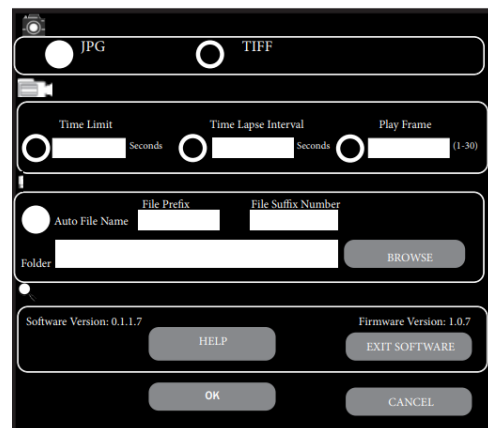 JPG TIFF
Time Limit Time Lapse Interval Play Frame
Seconds Seconds (1-30)
File Prefix File Suffix Number
Auto File Name
Folder BROWSE
Software Version: 0.1.1.7 Firmware Version: 1.0.7
HELP EXIT SOFTWARE
OK CANCEL